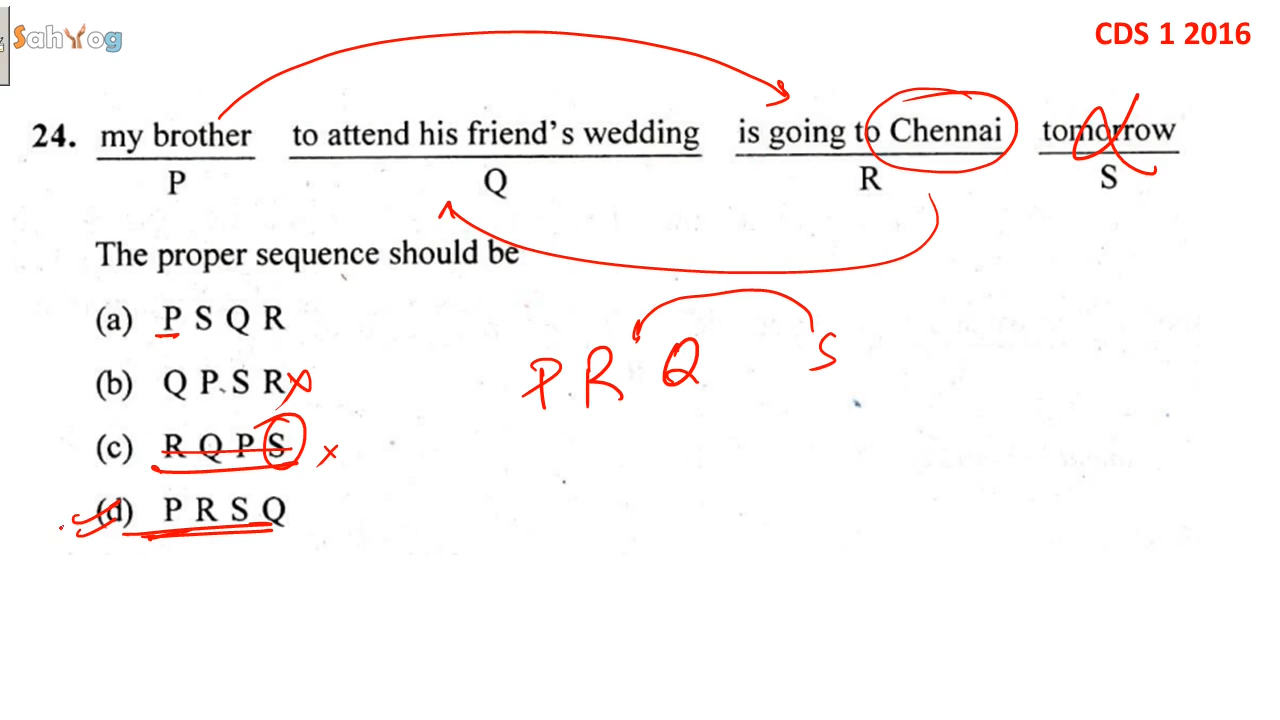 SahYog
CDS 1 2016
24. my brother to attend his friend's wedding is going to Chennai tomorrow
P Q R S
The proper sequence should be
(a) P S Q R
(b) Q P S R x
(c) R Q P S x
(d) P R S Q
P R Q S